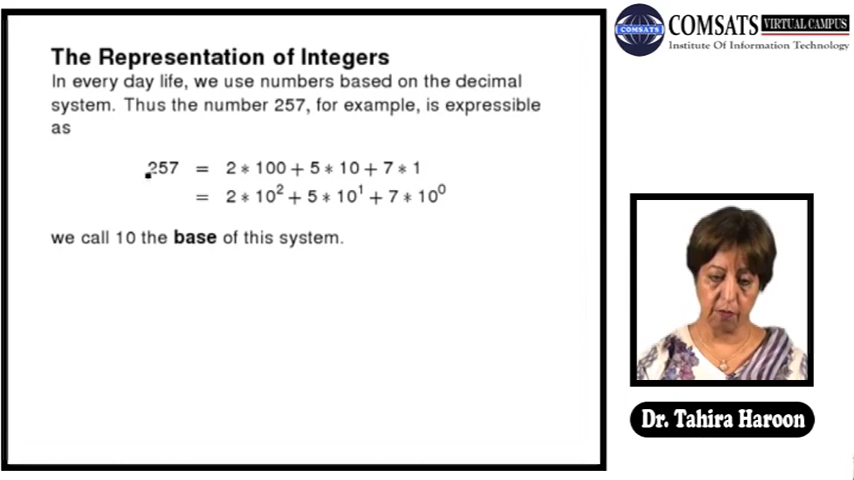 The Representation of Integers
In every day life, we use numbers based on the decimal
system. Thus the number 257, for example, is expressible
as
257 = 2 ∗ 100 + 5 ∗ 10 + 7 ∗ 1
= 2 ∗ 10² + 5 ∗ 10¹ + 7 ∗ 10⁰
we call 10 the base of this system.
COMSATS
COMSATS VIRTUAL CAMPUS
Institute Of Information Technology
Dr. Tahira Haroon